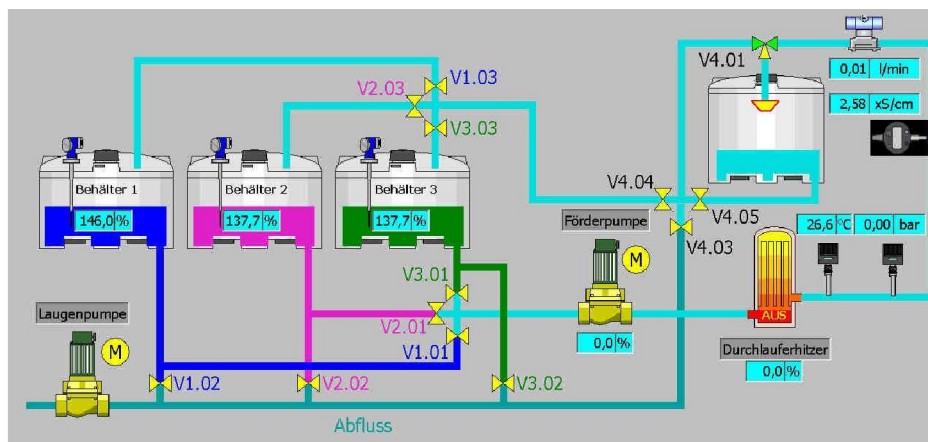 V4.01
0,01 l/min
2,58 xS/cm
V1.03
V2.03
V3.03
Behälter 1
Behälter 2
Behälter 3
146,0 %
137,7 %
137,7 %
V4.04
V4.05
V4.03
Förderpumpe
M
26,6 °C
0,00 bar
V3.01
V2.01
V1.01
Laugenpumpe
M
AUS
0,0 %
Durchlauferhitzer
0,0 %
V1.02
V2.02
V3.02
Abfluss